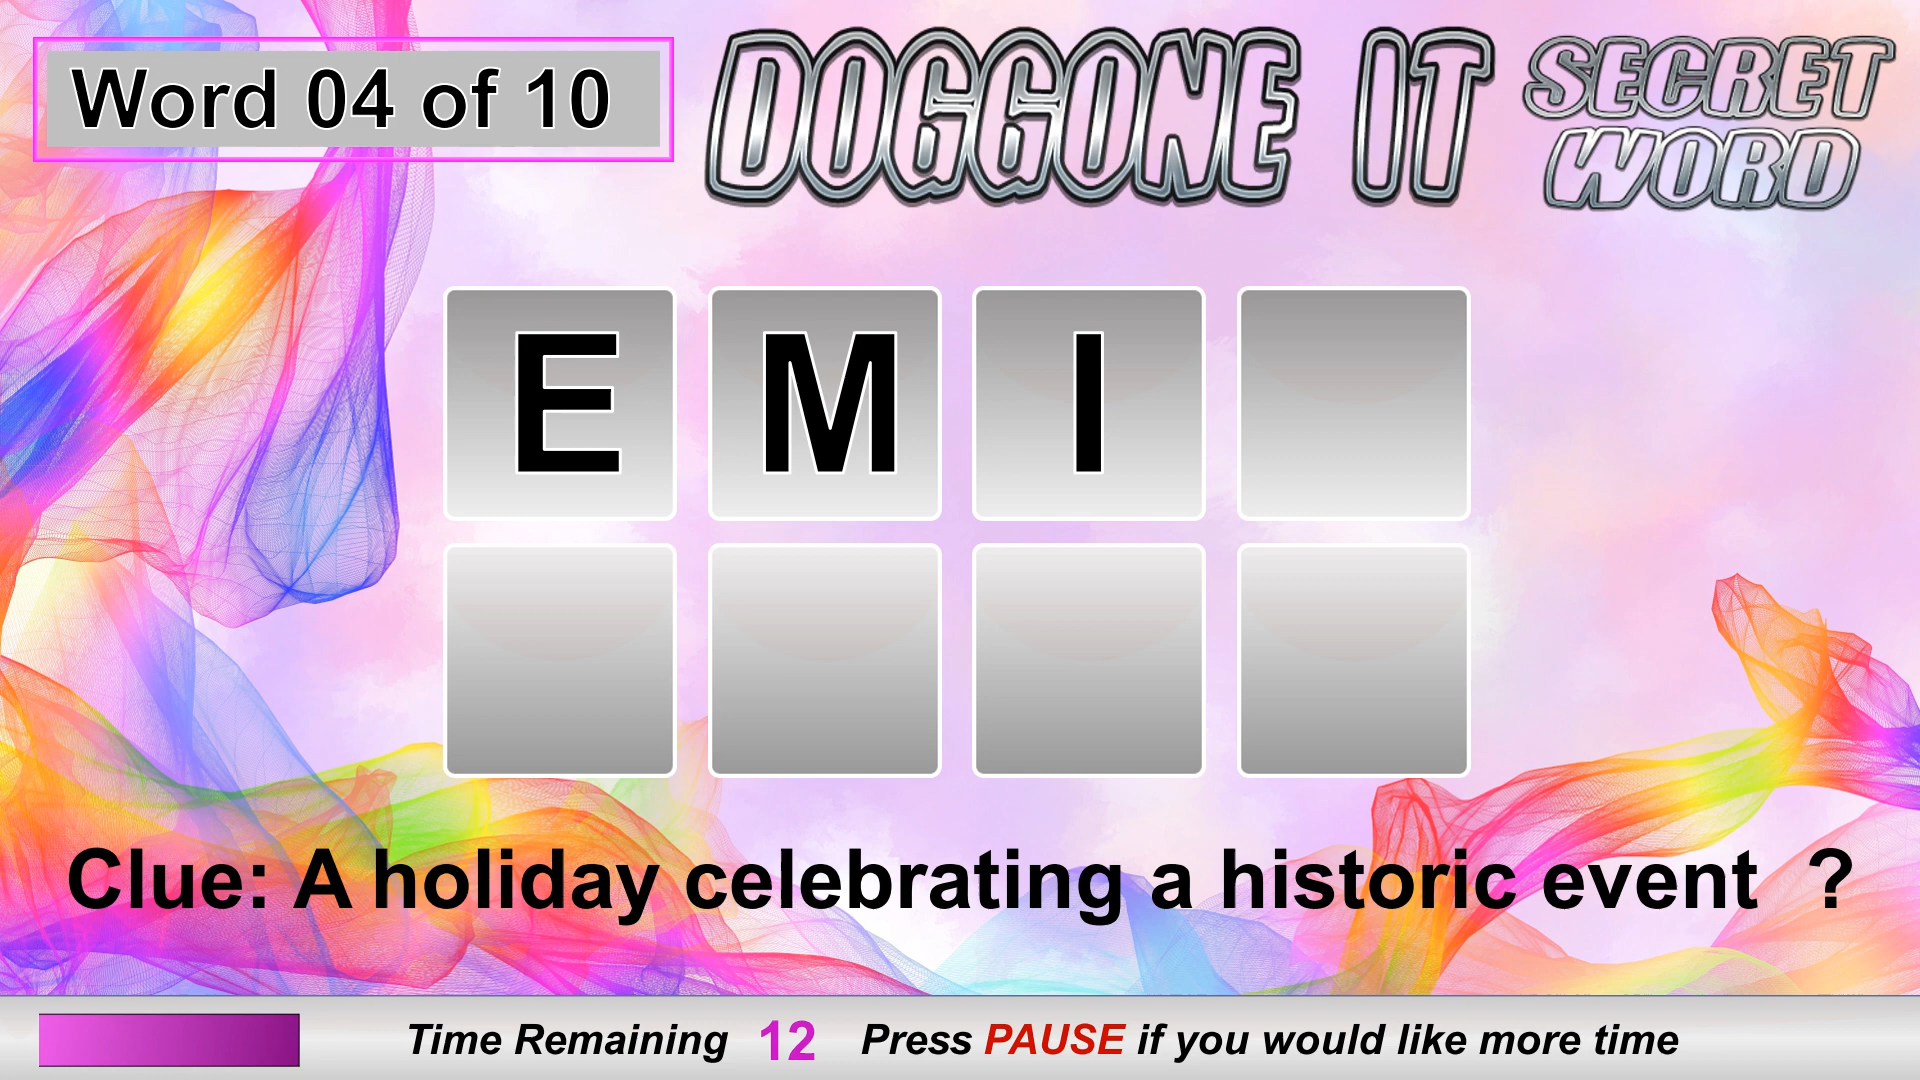 Word 04 of 10
DOGGONE IT
SECRET
WORD
E M I
Clue: A holiday celebrating a historic event ?
Time Remaining 12 Press PAUSE if you would like more time